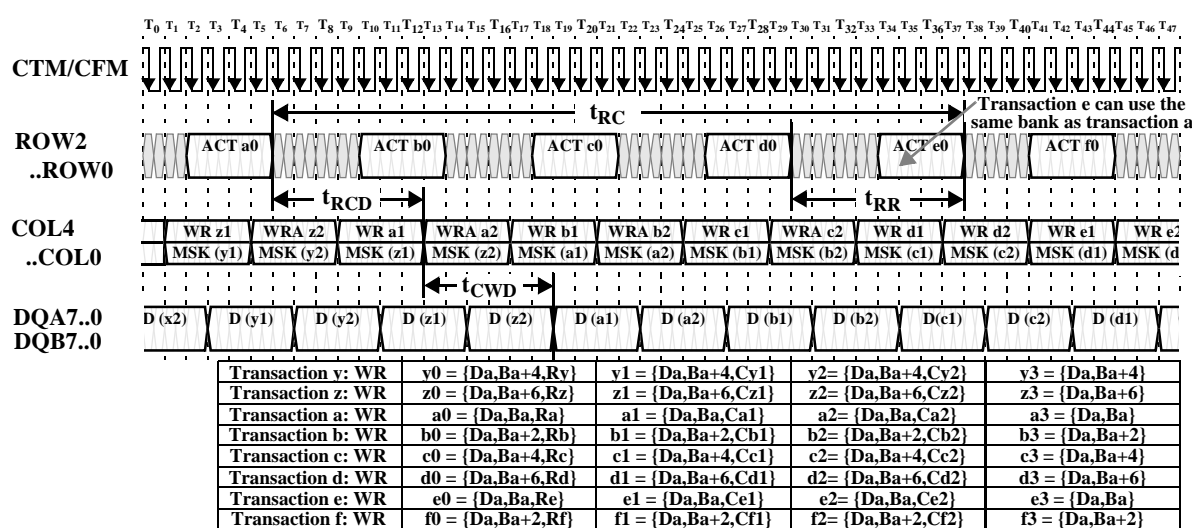 T0 T1 T2 T3 T4 T5 T6 T7 T8 T9 T10 T11 T12 T13 T14 T15 T16 T17 T18 T19 T20 T21 T22 T23 T24 T25 T26 T27 T28 T29 T30 T31 T32 T33 T34 T35 T36 T37 T38 T39 T40 T41 T42 T43 T44 T45 T46 T47
CTM/CFM
tRC
Transaction e can use the
same bank as transaction a
ROW2
..ROW0
ACT a0 ACT b0 ACT c0 ACT d0 ACT e0 ACT f0
tRCD
tRR
COL4
..COL0
WR z1 WRA z2 WR a1 WRA a2 WR b1 WRA b2 WR c1 WRA c2 WR d1 WR d2 WR e1 WR e2
MSK (y1) MSK (y2) MSK (z1) MSK (z2) MSK (a1) MSK (a2) MSK (b1) MSK (b2) MSK (c1) MSK (c2) MSK (d1) MSK (d
tCWD
DQA7..0
DQB7..0
D (x2) D (y1) D (y2) D (z1) D (z2) D (a1) D (a2) D (b1) D (b2) D(c1) D (c2) D (d1)
Transaction y: WR y0 = {Da,Ba+4,Ry} y1 = {Da,Ba+4,Cy1} y2= {Da,Ba+4,Cy2} y3 = {Da,Ba+4}
Transaction z: WR z0 = {Da,Ba+6,Rz} z1 = {Da,Ba+6,Cz1} z2= {Da,Ba+6,Cz2} z3 = {Da,Ba+6}
Transaction a: WR a0 = {Da,Ba,Ra} a1 = {Da,Ba,Ca1} a2= {Da,Ba,Ca2} a3 = {Da,Ba}
Transaction b: WR b0 = {Da,Ba+2,Rb} b1 = {Da,Ba+2,Cb1} b2= {Da,Ba+2,Cb2} b3 = {Da,Ba+2}
Transaction c: WR c0 = {Da,Ba+4,Rc} c1 = {Da,Ba+4,Cc1} c2= {Da,Ba+4,Cc2} c3 = {Da,Ba+4}
Transaction d: WR d0 = {Da,Ba+6,Rd} d1 = {Da,Ba+6,Cd1} d2= {Da,Ba+6,Cd2} d3 = {Da,Ba+6}
Transaction e: WR e0 = {Da,Ba,Re} e1 = {Da,Ba,Ce1} e2= {Da,Ba,Ce2} e3 = {Da,Ba}
Transaction f: WR f0 = {Da,Ba+2,Rf} f1 = {Da,Ba+2,Cf1} f2= {Da,Ba+2,Cf2} f3 = {Da,Ba+2}